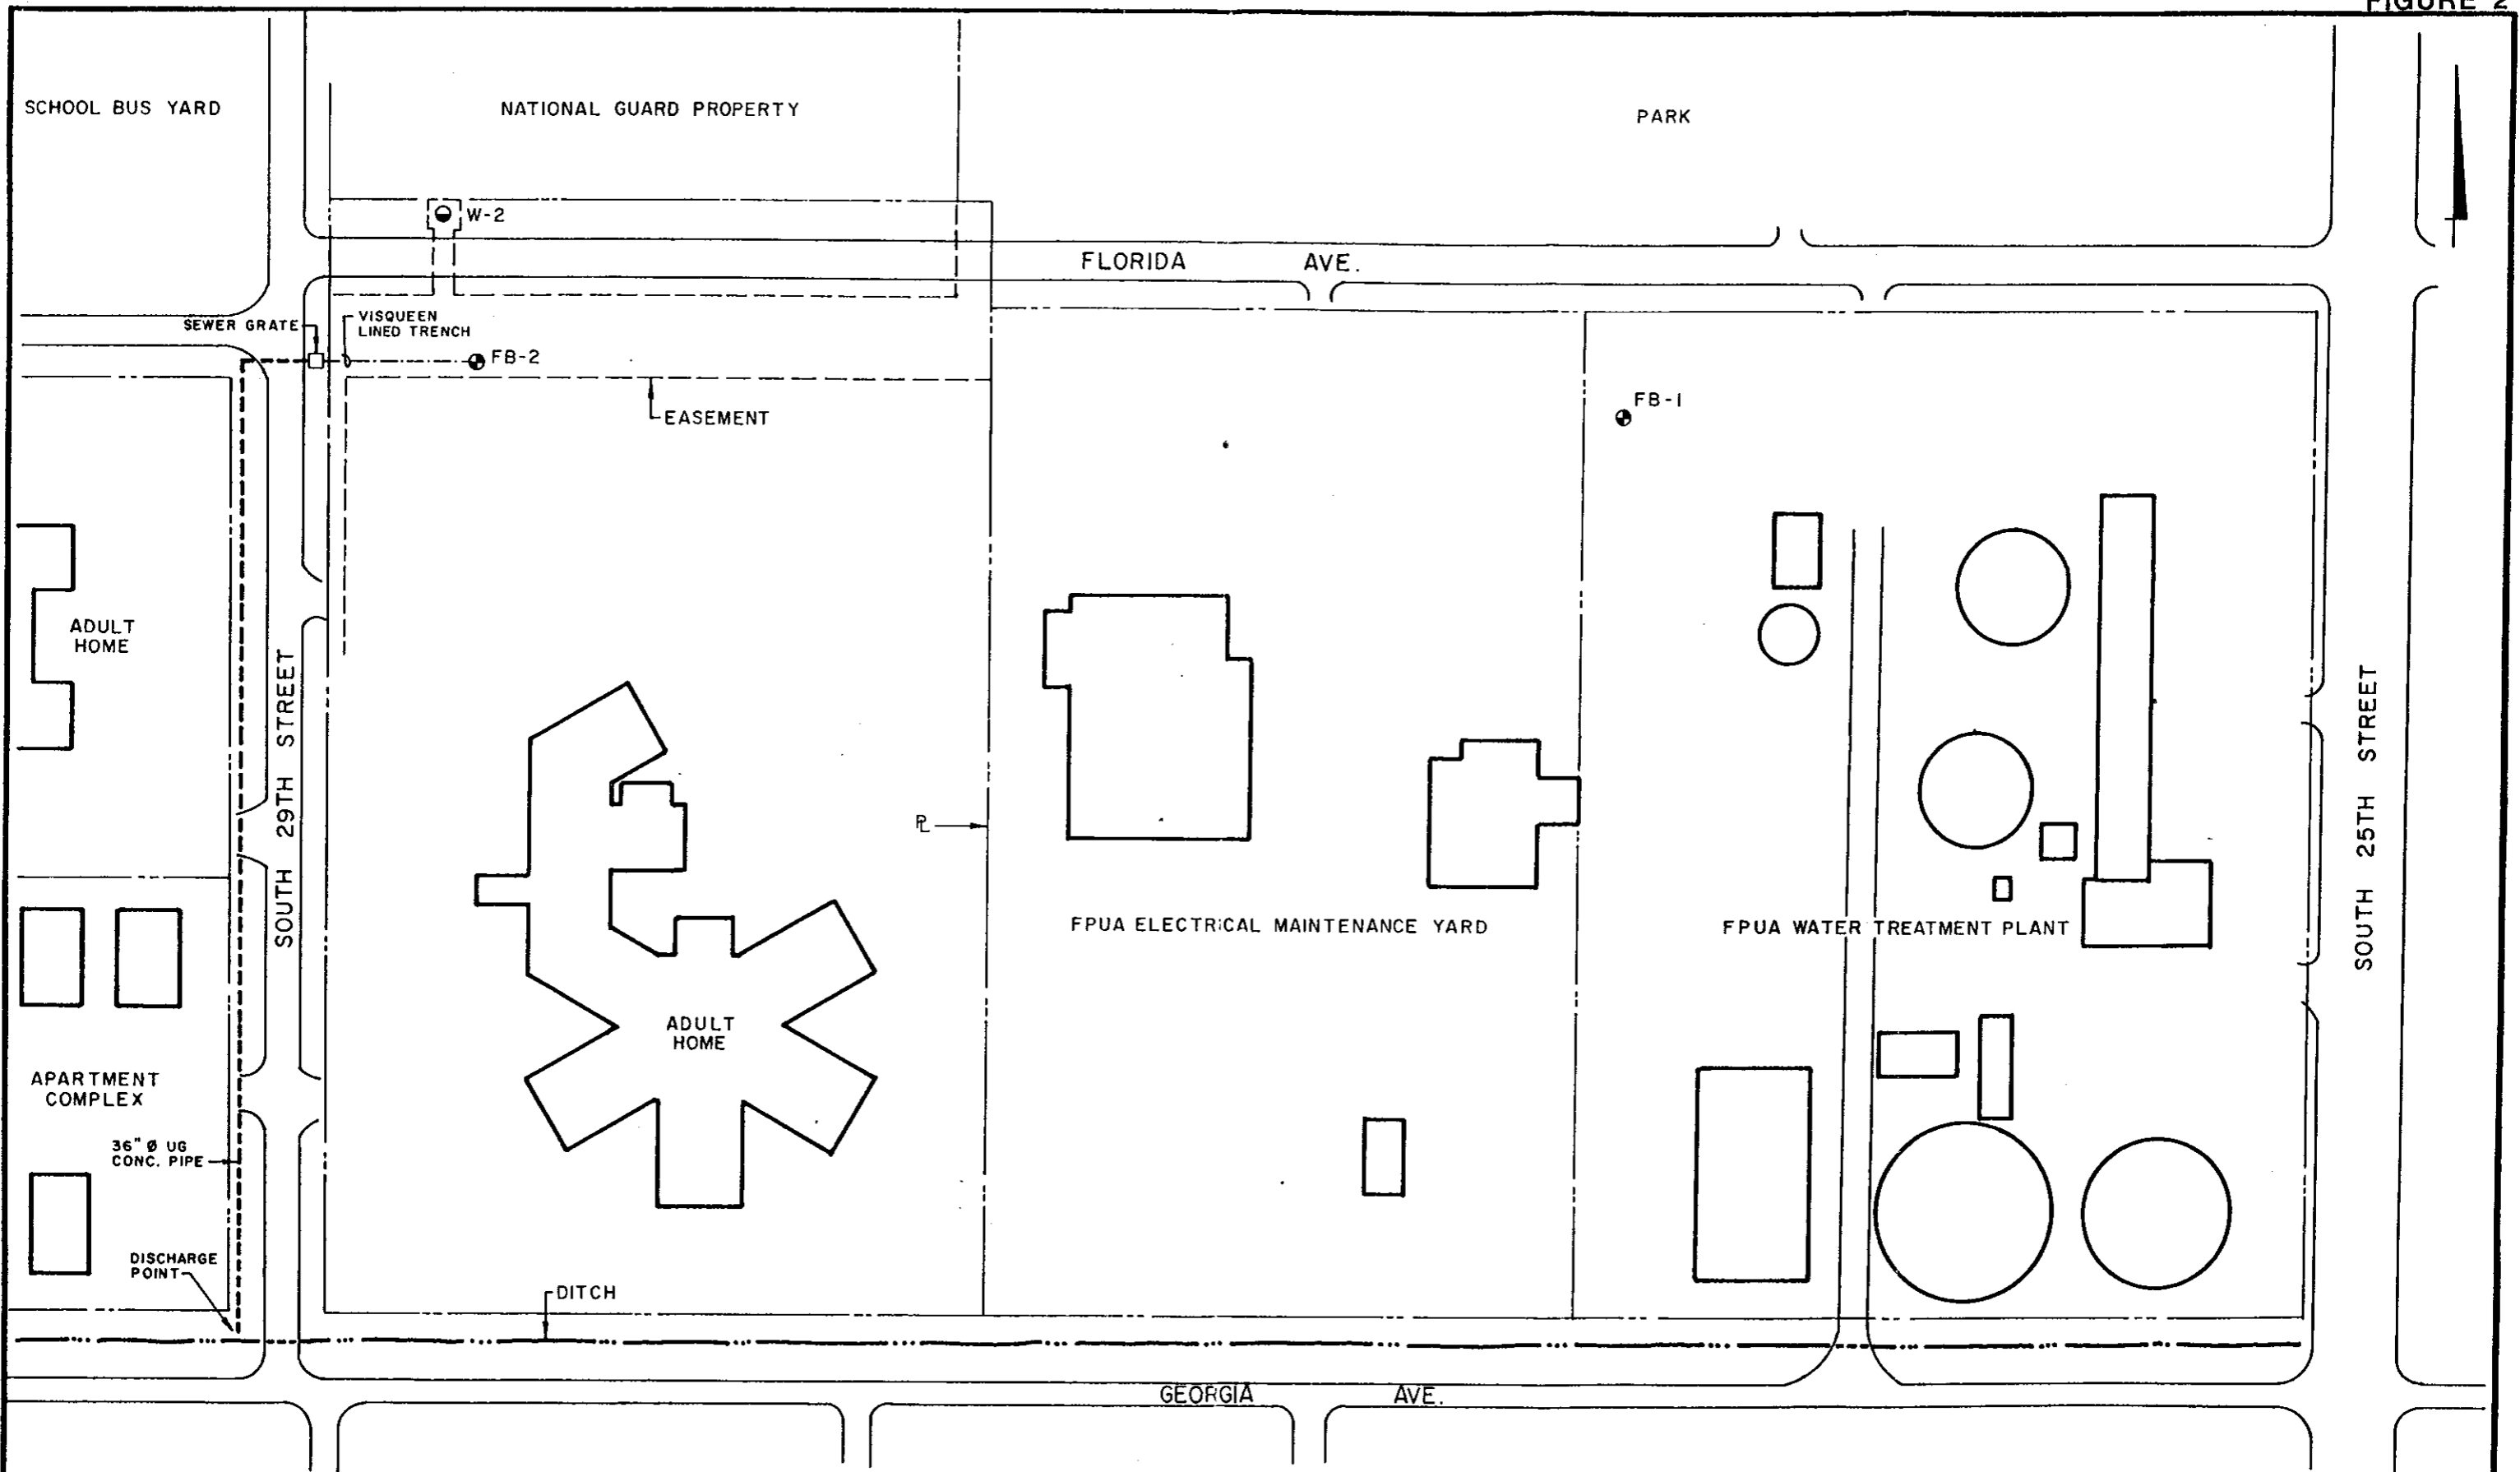 FIGURE 2
SCHOOL BUS YARD
NATIONAL GUARD PROPERTY
PARK
W-2
FLORIDA AVE.
SEWER GRATE
VISQUEEN
LINED TRENCH
FB-2
EASEMENT
FB-1
ADULT
HOME
SOUTH 29TH STREET
SOUTH 25TH STREET
PL
FPUA ELECTRICAL MAINTENANCE YARD
FPUA WATER TREATMENT PLANT
ADULT
HOME
APARTMENT
COMPLEX
36" Ø UG
CONC. PIPE
DISCHARGE
POINT
DITCH
GEORGIA AVE.